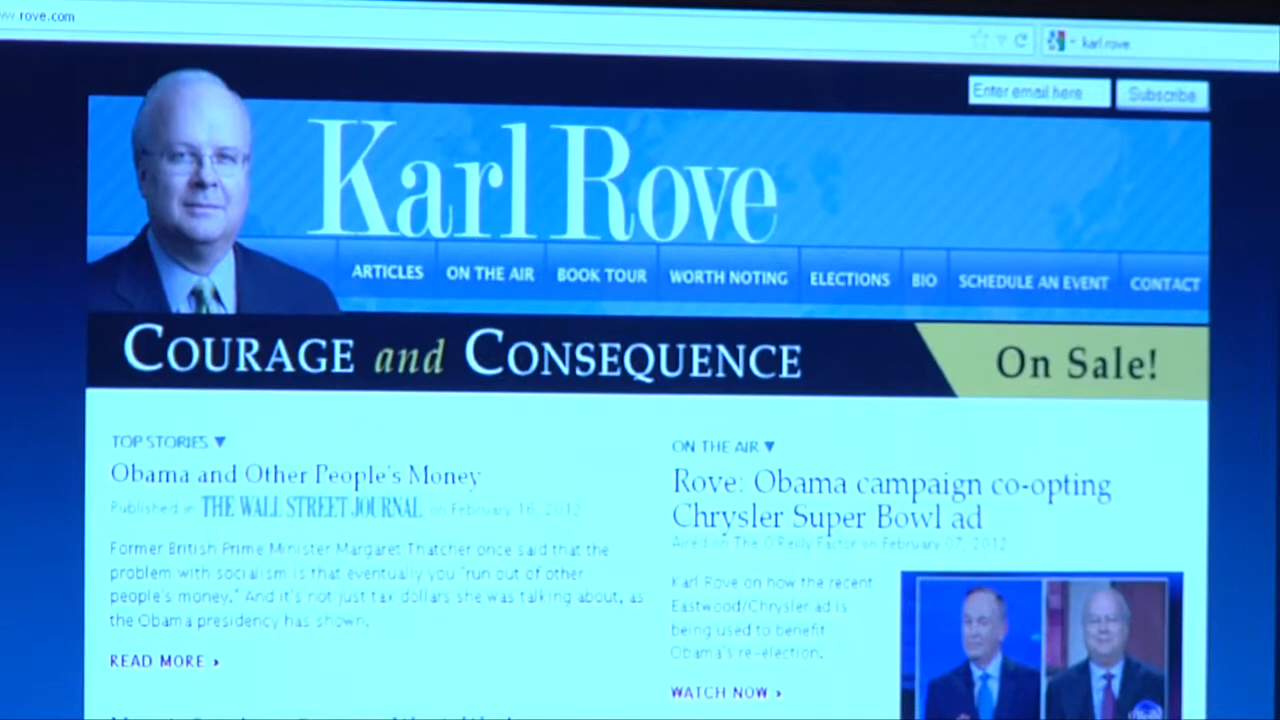 rove.com
karl rove
Enter email here
Subscribe
Karl Rove
ARTICLES
ON THE AIR
BOOK TOUR
WORTH NOTING
ELECTIONS
BIO
SCHEDULE AN EVENT
CONTACT
COURAGE and CONSEQUENCE
On Sale!
TOP STORIES ▼
Obama and Other People's Money
Published in THE WALL STREET JOURNAL on February 16, 2012
Former British Prime Minister Margaret Thatcher once said that the
problem with socialism is that eventually you "run out of other
people's money." And it's not just tax dollars she was talking about, as
the Obama presidency has shown.
READ MORE ›
ON THE AIR ▼
Rove: Obama campaign co-opting
Chrysler Super Bowl ad
Aired on The O'Reilly Factor on February 07, 2012
Karl Rove on how the recent
Eastwood/Chrysler ad is
being used to benefit
Obama's re-election.
WATCH NOW ›